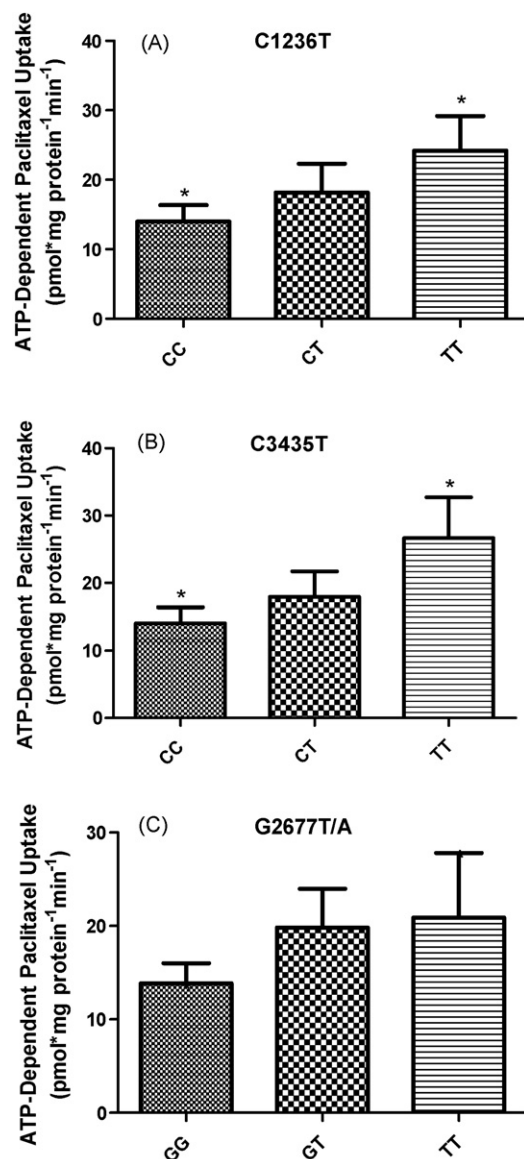 (A)
C1236T
ATP-Dependent Paclitaxel Uptake
(pmol*mg protein-1min-1)
40
30
20
10
0
*
*
CC
CT
TT
(B)
C3435T
ATP-Dependent Paclitaxel Uptake
(pmol*mg protein-1min-1)
40
30
20
10
0
*
*
CC
CT
TT
(C)
G2677T/A
ATP-Dependent Paclitaxel Uptake
(pmol*mg protein-1min-1)
30
20
10
0
GG
GT
TT